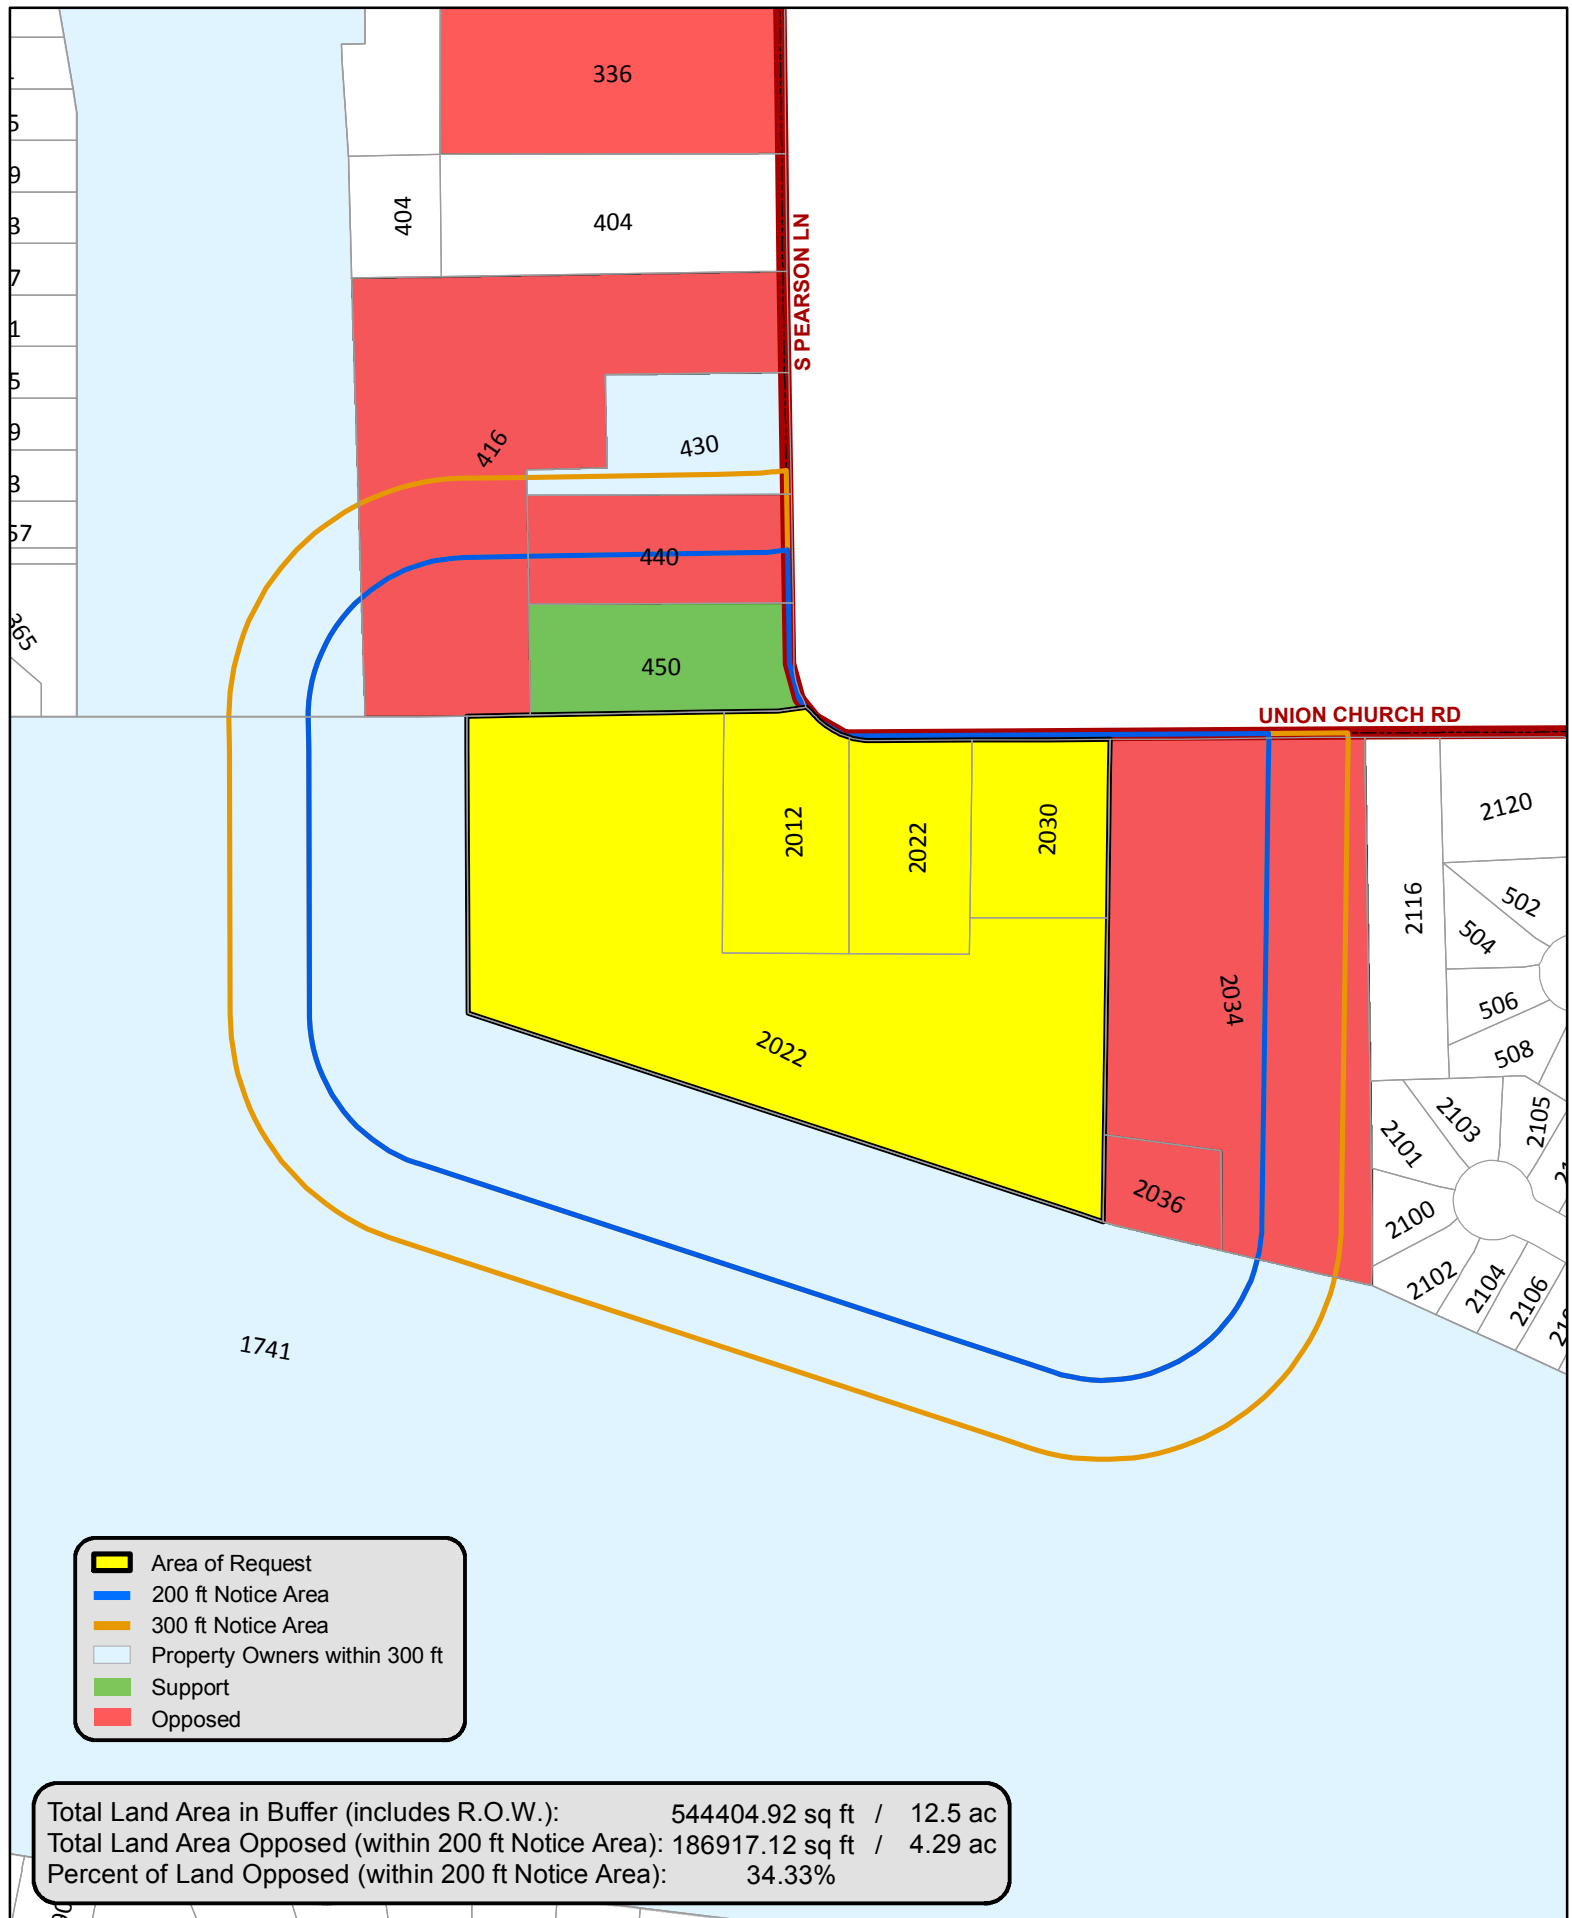 336
404
404
S PEARSON LN
416
430
440
57
365
450
UNION CHURCH RD
2012
2022
2030
2120
2116
502
504
506
508
2034
2022
2101
2103
2105
2036
2100
2102
2104
2106
1741
Area of Request
200 ft Notice Area
300 ft Notice Area
Property Owners within 300 ft
Support
Opposed
Total Land Area in Buffer (includes R.O.W.): 544404.92 sq ft / 12.5 ac
Total Land Area Opposed (within 200 ft Notice Area): 186917.12 sq ft / 4.29 ac
Percent of Land Opposed (within 200 ft Notice Area): 34.33%